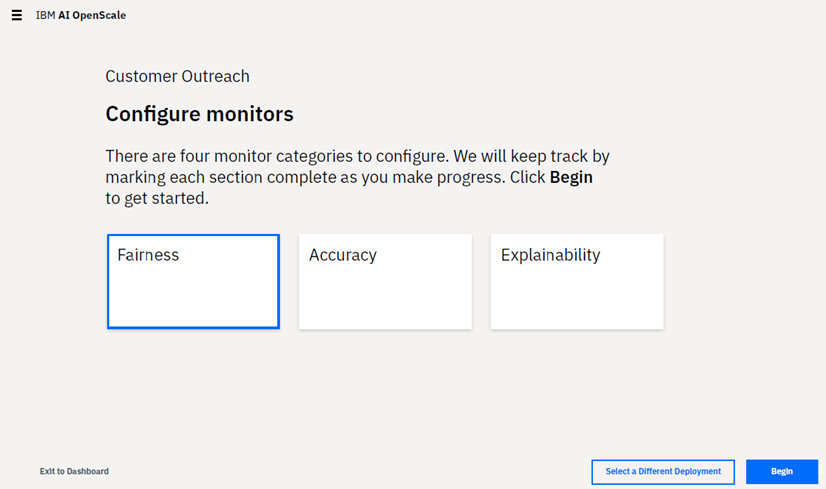 IBM AI OpenScale
Customer Outreach
Configure monitors
There are four monitor categories to configure. We will keep track by
marking each section complete as you make progress. Click Begin
to get started.
Fairness
Accuracy
Explainability
Exit to Dashboard
Select a Different Deployment
Begin